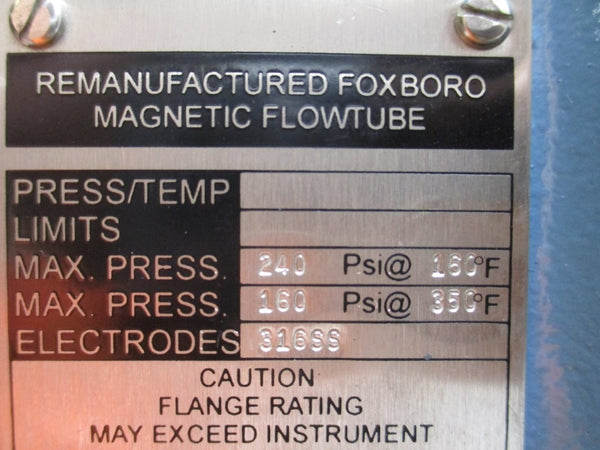 REMANUFACTURED FOXBORO
MAGNETIC FLOWTUBE
PRESS/TEMP
LIMITS
MAX. PRESS. 240 Psi@ 160°F
MAX. PRESS. 160 Psi@ 350°F
ELECTRODES 316SS
CAUTION
FLANGE RATING
MAY EXCEED INSTRUMENT